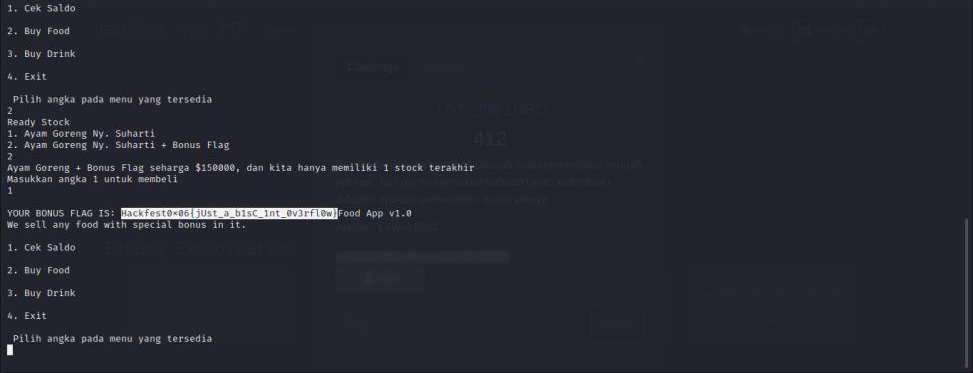 1. Cek Saldo
2. Buy Food
3. Buy Drink
4. Exit
Pilih angka pada menu yang tersedia
2
Ready Stock
1. Ayam Goreng Ny. Suharti
2. Ayam Goreng Ny. Suharti + Bonus Flag
2
Ayam Goreng + Bonus Flag seharga $150000, dan kita hanya memiliki 1 stock terakhir
Masukkan angka 1 untuk membeli
1
YOUR BONUS FLAG IS: Hackfest0×06{jUst_a_b1sC_1nt_0v3rfl0w}Food App v1.0
We sell any food with special bonus in it.
1. Cek Saldo
2. Buy Food
3. Buy Drink
4. Exit
Pilih angka pada menu yang tersedia
Challenge
412